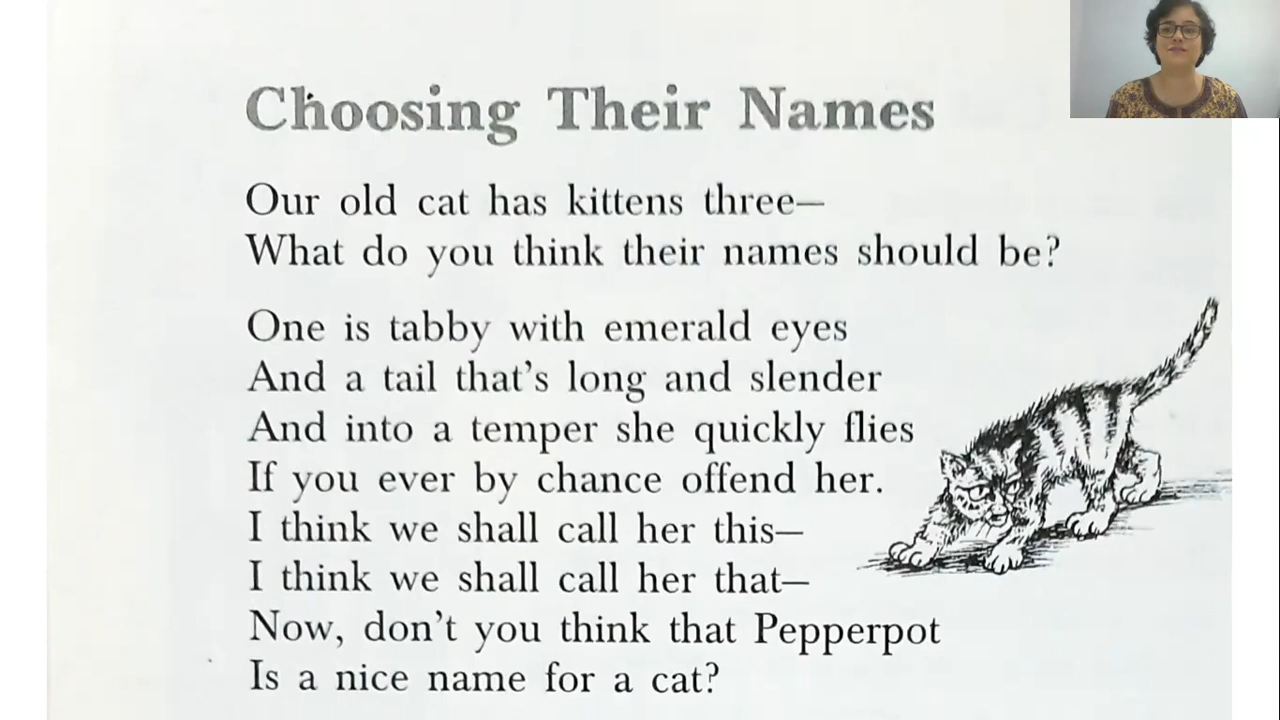 Choosing Their Names
Our old cat has kittens three—
What do you think their names should be?
One is tabby with emerald eyes
And a tail that's long and slender
And into a temper she quickly flies
If you ever by chance offend her.
I think we shall call her this—
I think we shall call her that—
Now, don't you think that Pepperpot
Is a nice name for a cat?